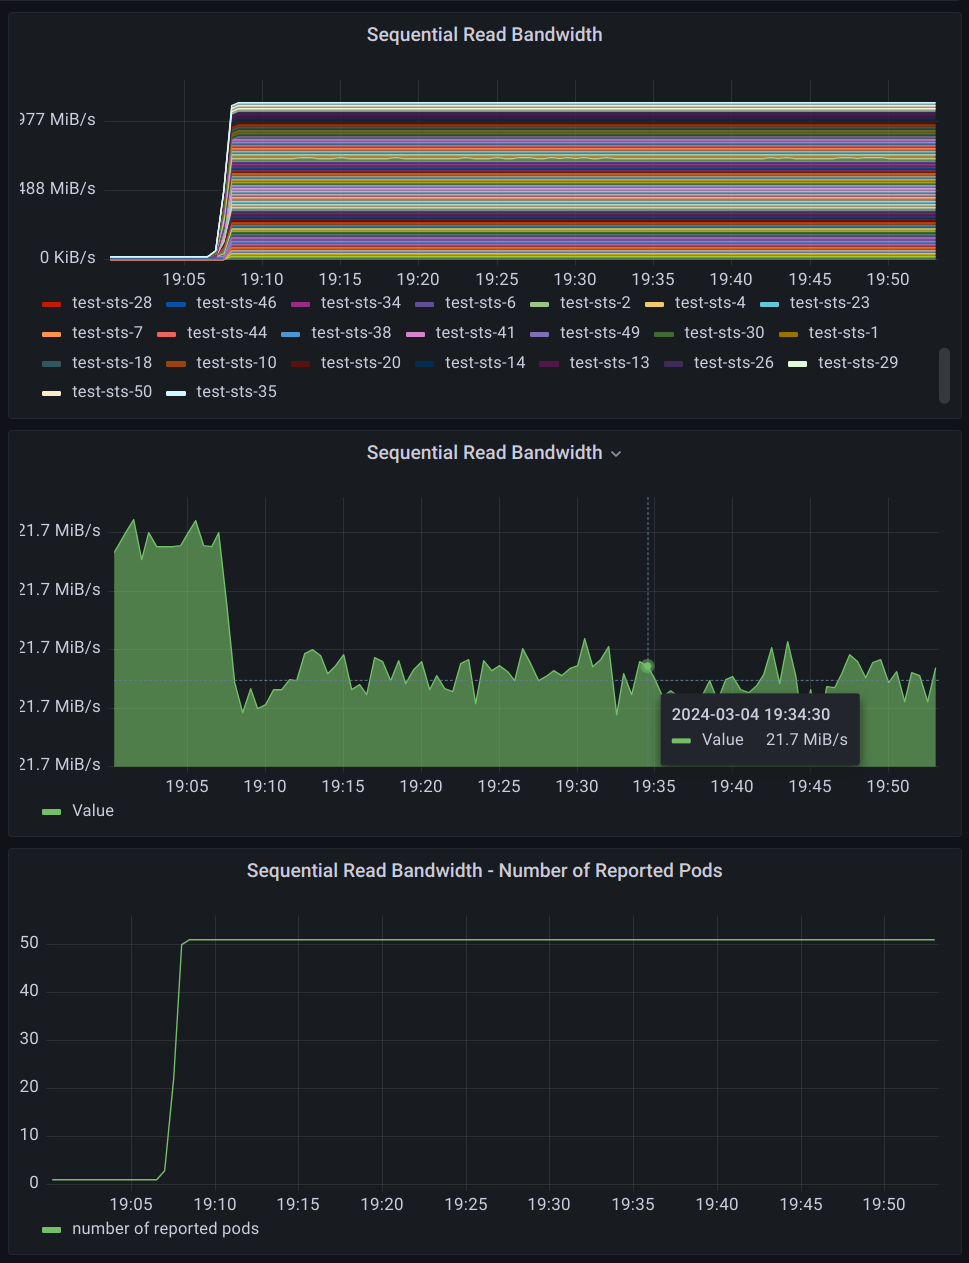 Sequential Read Bandwidth
977 MiB/s
488 MiB/s
0 KiB/s
19:05 19:10 19:15 19:20 19:25 19:30 19:35 19:40 19:45 19:50
test-sts-28 test-sts-46 test-sts-34 test-sts-6 test-sts-2 test-sts-4 test-sts-23
test-sts-7 test-sts-44 test-sts-38 test-sts-41 test-sts-49 test-sts-30 test-sts-1
test-sts-18 test-sts-10 test-sts-20 test-sts-14 test-sts-13 test-sts-26 test-sts-29
test-sts-50 test-sts-35
Sequential Read Bandwidth
21.7 MiB/s
21.7 MiB/s
21.7 MiB/s
21.7 MiB/s
21.7 MiB/s
2024-03-04 19:34:30
Value 21.7 MiB/s
19:05 19:10 19:15 19:20 19:25 19:30 19:35 19:40 19:45 19:50
Value
Sequential Read Bandwidth - Number of Reported Pods
50
40
30
20
10
0
19:05 19:10 19:15 19:20 19:25 19:30 19:35 19:40 19:45 19:50
number of reported pods